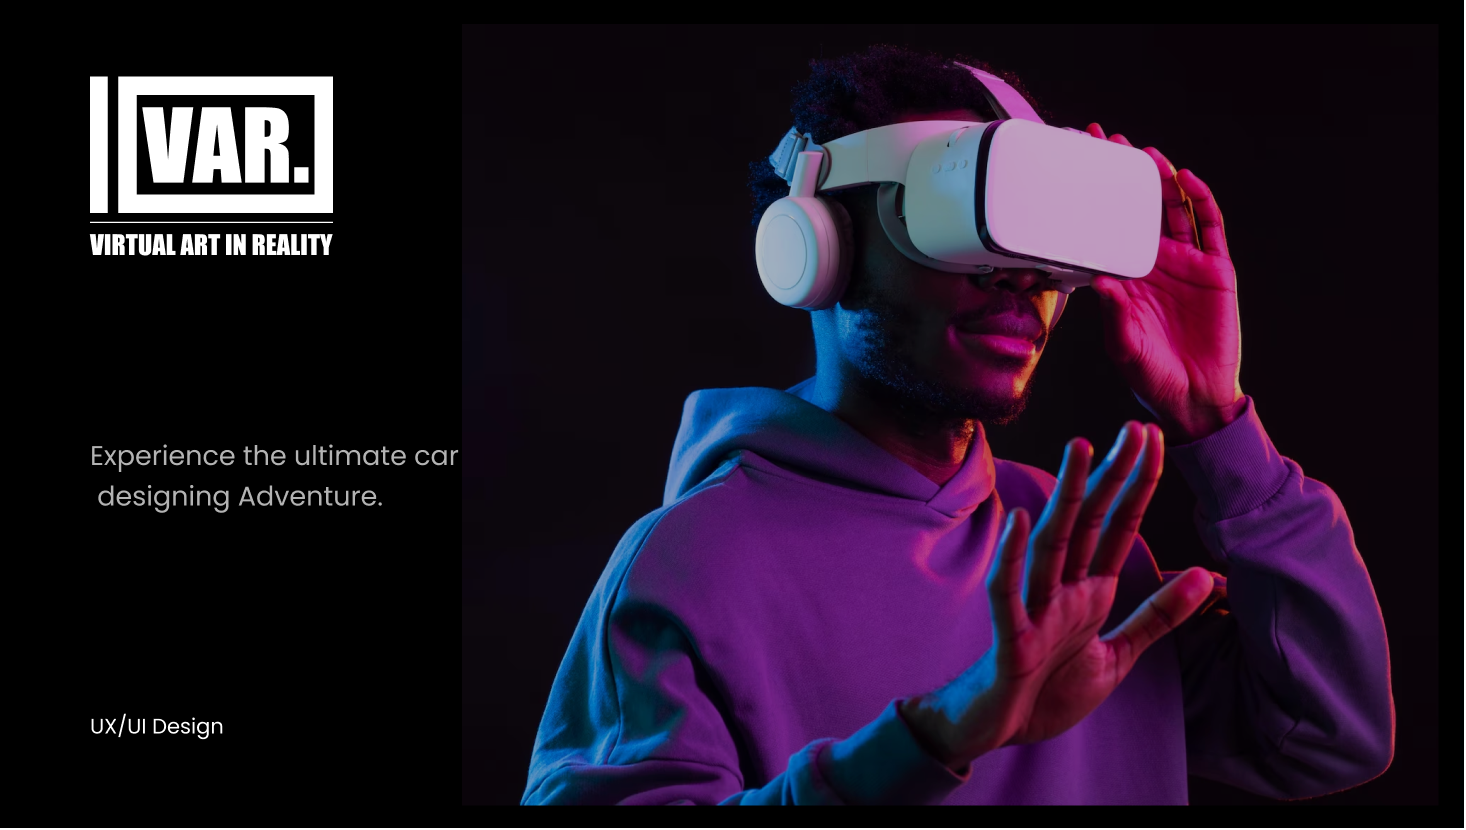 VAR.
VIRTUAL ART IN REALITY
Experience the ultimate car
designing Adventure.
UX/UI Design